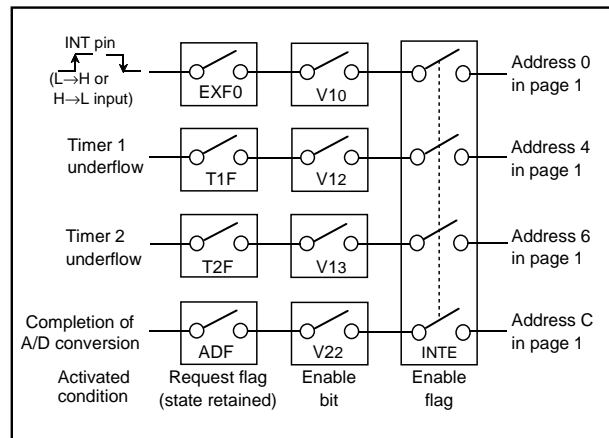 INT pin
(L→H or
H→L input)
EXF0
V10
Address 0
in page 1
Timer 1
underflow
T1F
V12
Address 4
in page 1
Timer 2
underflow
T2F
V13
Address 6
in page 1
Completion of
A/D conversion
ADF
V22
INTE
Address C
in page 1
Activated
condition
Request flag
(state retained)
Enable
bit
Enable
flag